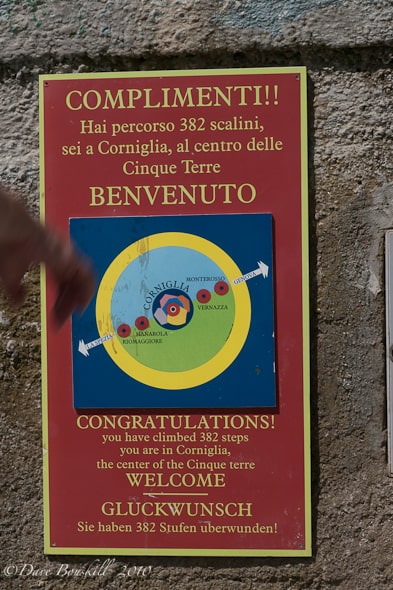 COMPLIMENTI!!
Hai percorso 382 scalini,
sei a Corniglia, al centro delle
Cinque Terre
BENVENUTO
GENOVA
MONTEROSSO
VERNAZZA
CORNIGLIA
MANAROLA
RIOMAGGIORE
LA SPEZIA
CONGRATULATIONS!
you have climbed 382 steps
you are in Corniglia,
the center of the Cinque terre
WELCOME
GLUCKWUNSCH
Sie haben 382 Stufen uberwunden!
©Dave Bouskill 2010